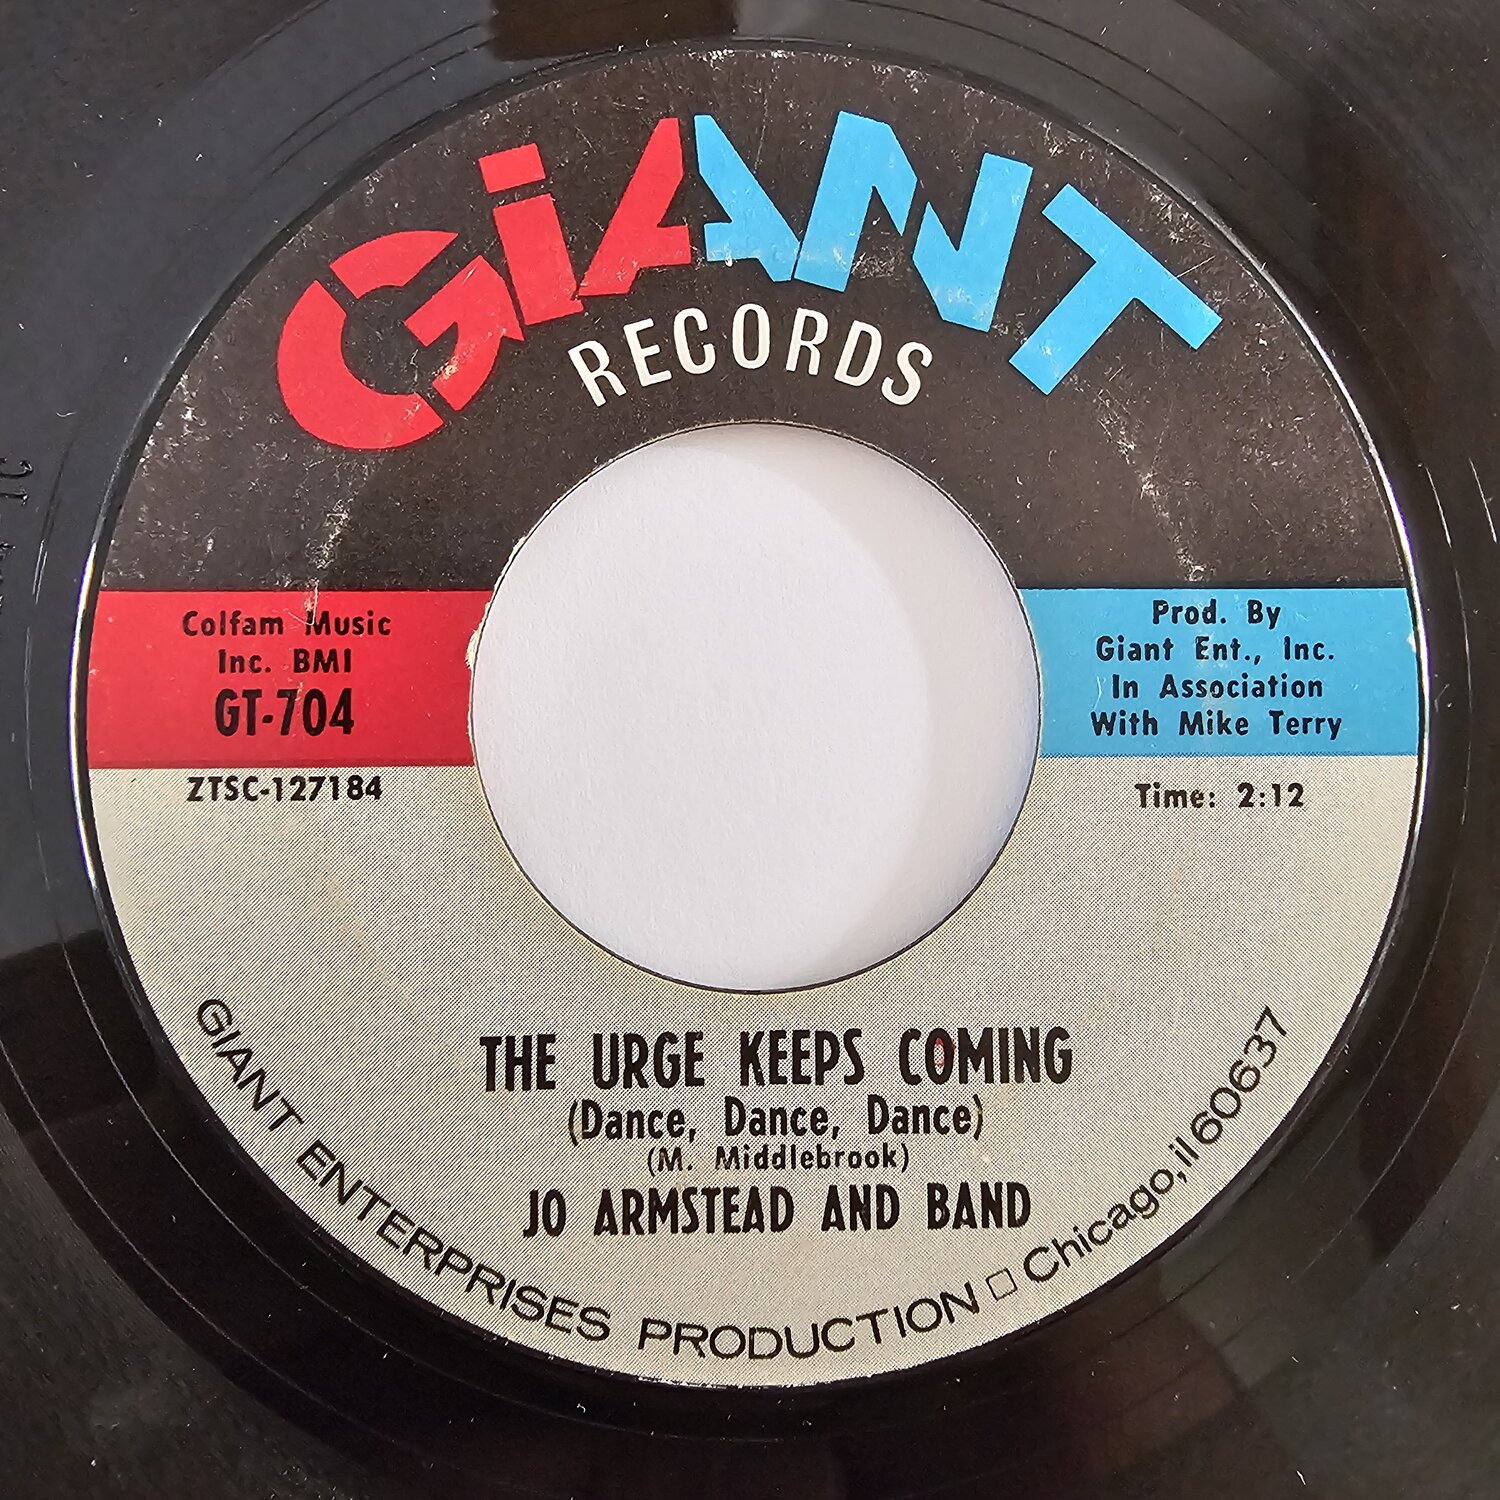 GiANT
RECORDS
Colfam Music
Inc. BMI
GT-704
ZTSC-127184
Prod. By
Giant Ent., Inc.
In Association
With Mike Terry
Time: 2:12
THE URGE KEEPS COMING
(Dance, Dance, Dance)
(M. Middlebrook)
JO ARMSTEAD AND BAND
GIANT ENTERPRISES PRODUCTION □ Chicago, il 60637